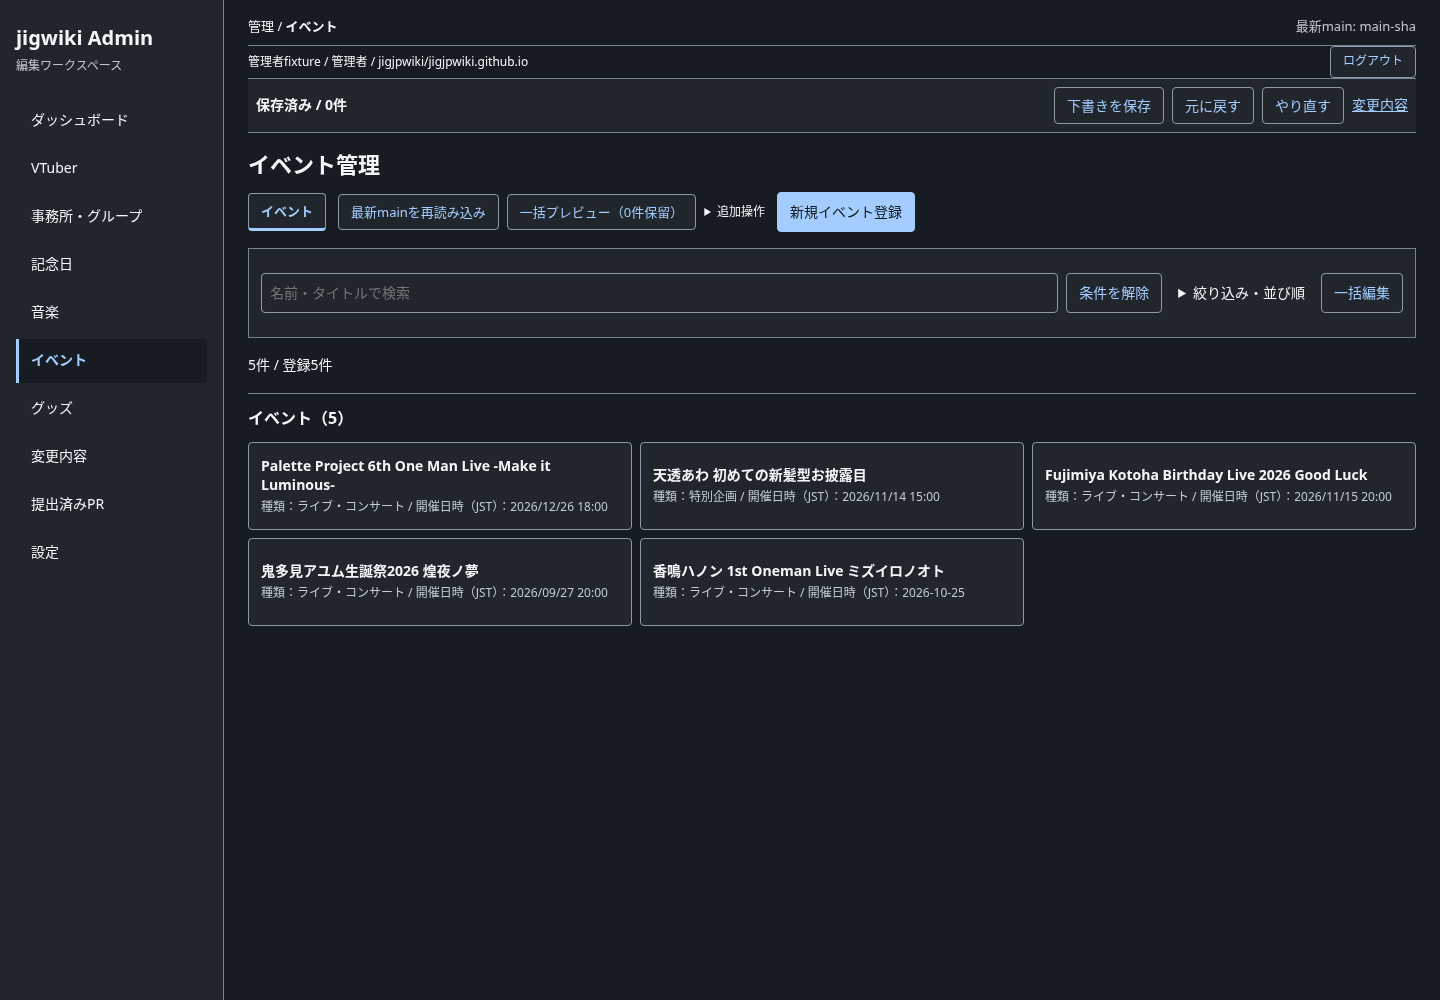 jigwiki Admin
編集ワークスペース
ダッシュボード
VTuber
事務所・グループ
記念日
音楽
イベント
グッズ
変更内容
提出済みPR
設定
管理 / イベント
最新main: main-sha
管理者fixture / 管理者 / jigjpwiki/jigjpwiki.github.io
ログアウト
保存済み / 0件
下書きを保存
元に戻す
やり直す
変更内容
イベント管理
イベント
最新mainを再読み込み
一括プレビュー（0件保留）
▶ 追加操作
新規イベント登録
名前・タイトルで検索
条件を解除
▶ 絞り込み・並び順
一括編集
5件 / 登録5件
イベント（5）
Palette Project 6th One Man Live -Make it
Luminous-
種類：ライブ・コンサート / 開催日時（JST）：2026/12/26 18:00
天透あわ 初めての新髪型お披露目
種類：特別企画 / 開催日時（JST）：2026/11/14 15:00
Fujimiya Kotoha Birthday Live 2026 Good Luck
種類：ライブ・コンサート / 開催日時（JST）：2026/11/15 20:00
鬼多見アユム生誕祭2026 煌夜ノ夢
種類：ライブ・コンサート / 開催日時（JST）：2026/09/27 20:00
香鳴ハノン 1st Oneman Live ミズイロノオト
種類：ライブ・コンサート / 開催日時（JST）：2026-10-25